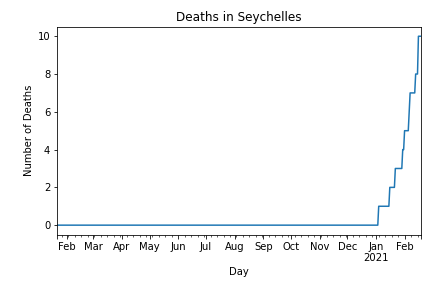 Deaths in Seychelles
10
8
6
4
2
0
Number of Deaths
Feb Mar Apr May Jun Jul Aug Sep Oct Nov Dec Jan Feb
2021
Day